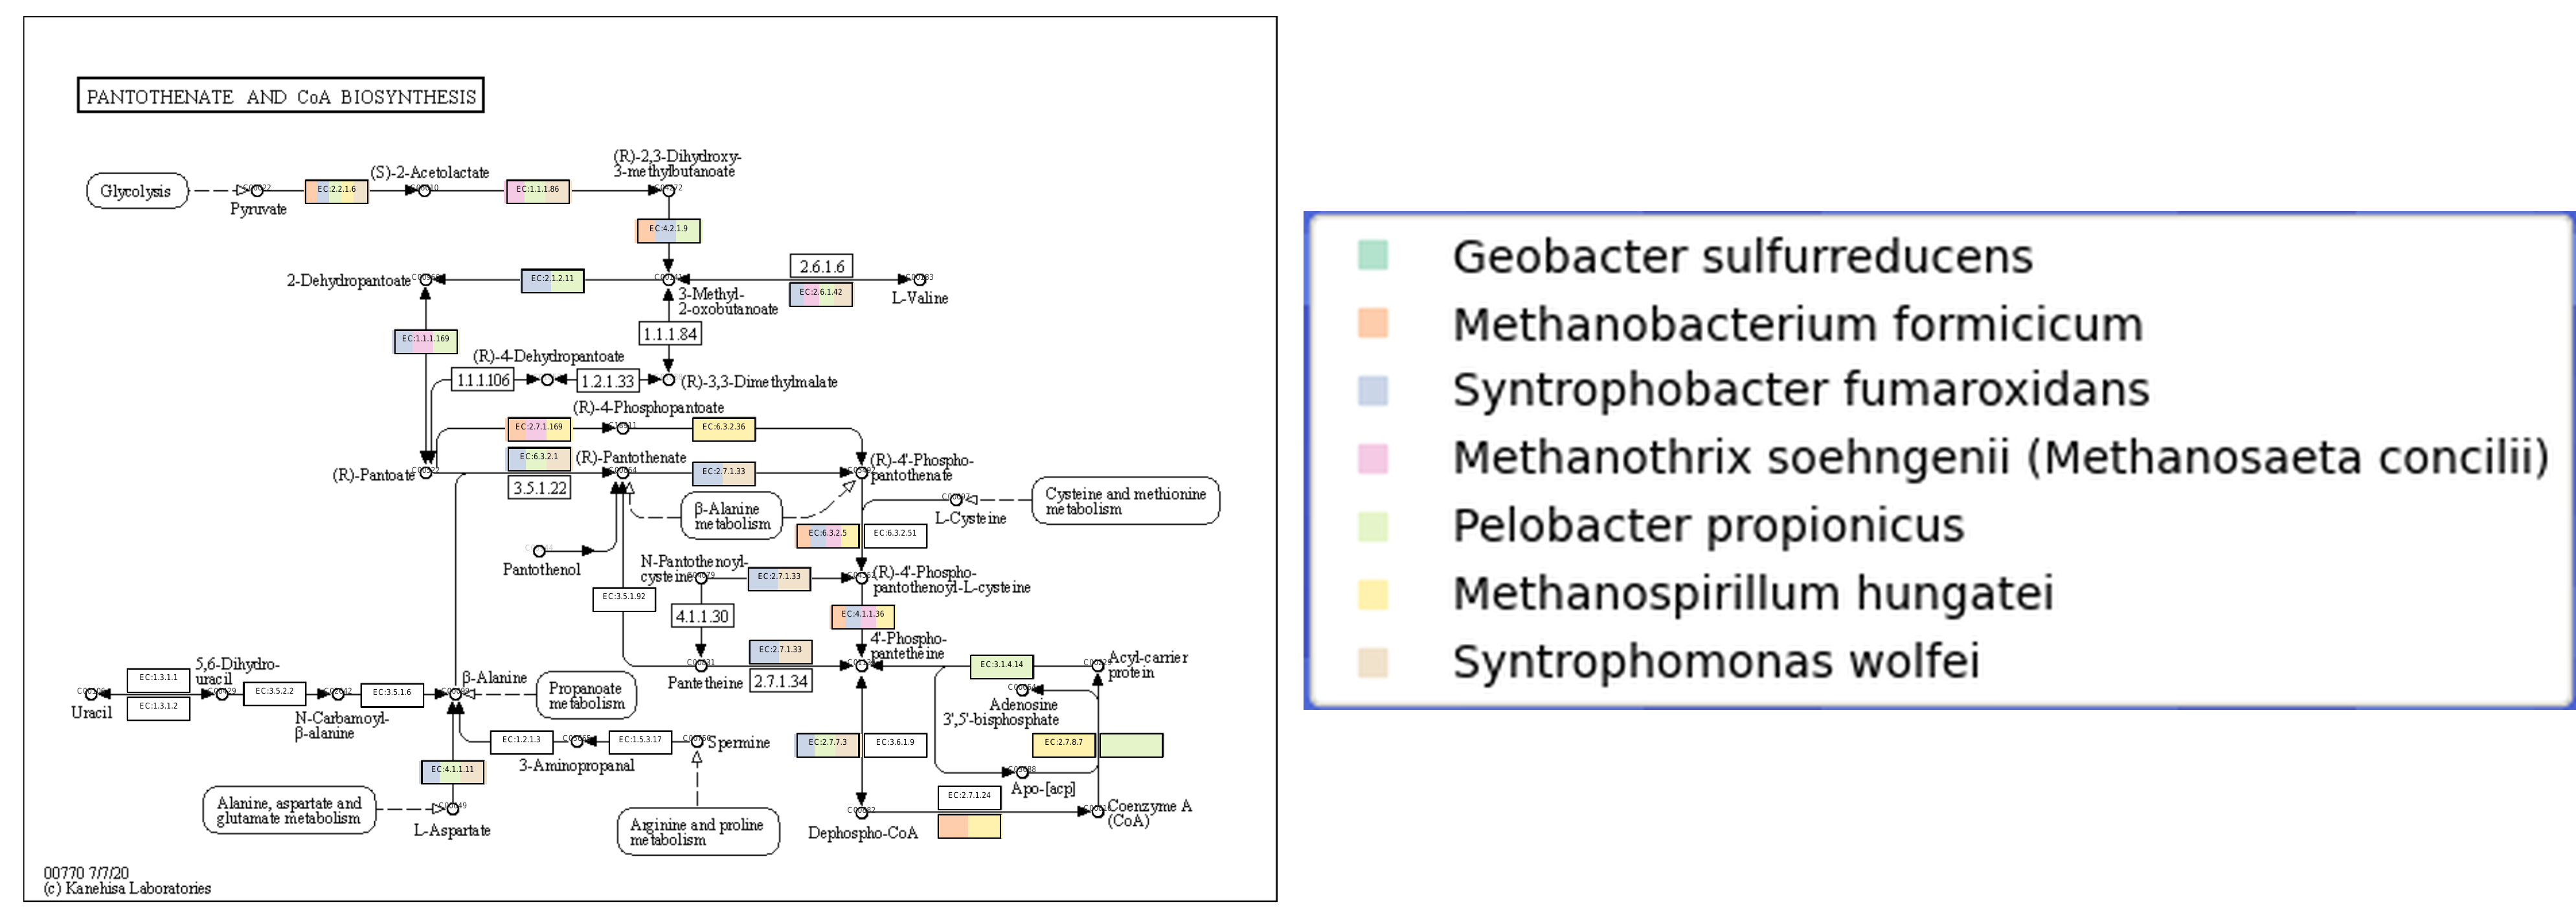 PANTOTHENATE AND CoA BIOSYNTHESIS
(R)-2,3-Dihydroxy-
3-methylbutanoate
(S)-2-Acetolactate
Glycolysis
EC:2.2.1.6
EC:1.1.1.86
Pyruvate
EC:4.2.1.9
2.6.1.6
2-Dehydropantoate
EC:2.1.2.11
EC:2.6.1.42
3-Methyl-
2-oxobutanoate
L-Valine
1.1.1.84
EC:1.1.1.169
(R)-4-Dehydropantoate
1.1.1.106
1.2.1.33
(R)-3,3-Dimethylmalate
(R)-4-Phosphopantoate
EC:2.7.1.169
EC:6.3.2.36
EC:6.3.2.1
(R)-Pantothenate
(R)-Pantoate
3.5.1.22
EC:2.7.1.33
(R)-4'-Phospho-
pantothenate
β-Alanine
metabolism
Cysteine and methionine
metabolism
L-Cysteine
EC:6.3.2.5
EC:6.3.2.51
Pantothenol
N-Pantothenoyl-
cysteine
EC:2.7.1.33
(R)-4'-Phospho-
pantothenoyl-L-cysteine
EC:3.5.1.92
4.1.1.30
EC:4.1.1.36
4'-Phospho-
pantetheine
EC:2.7.1.33
Pantetheine
2.7.1.34
EC:3.1.4.14
Acyl-carrier
protein
5,6-Dihydro-
uracil
EC:1.3.1.1
EC:1.3.1.2
EC:3.5.2.2
EC:3.5.1.6
Uracil
N-Carbamoyl-
β-alanine
β-Alanine
Propanoate
metabolism
Adenosine
3',5'-bisphosphate
EC:1.2.1.3
EC:1.5.3.17
Spermine
3-Aminopropanal
EC:2.7.7.3
EC:3.6.1.9
EC:2.7.8.7
EC:4.1.1.11
Apo-[acp]
Alanine, aspartate and
glutamate metabolism
L-Aspartate
Arginine and proline
metabolism
Dephospho-CoA
EC:2.7.1.24
Coenzyme A
(CoA)
00770 7/7/20
(c) Kanehisa Laboratories
Geobacter sulfurreducens
Methanobacterium formicicum
Syntrophobacter fumaroxidans
Methanothrix soehngenii (Methanosaeta concilii)
Pelobacter propionicus
Methanospirillum hungatei
Syntrophomonas wolfei